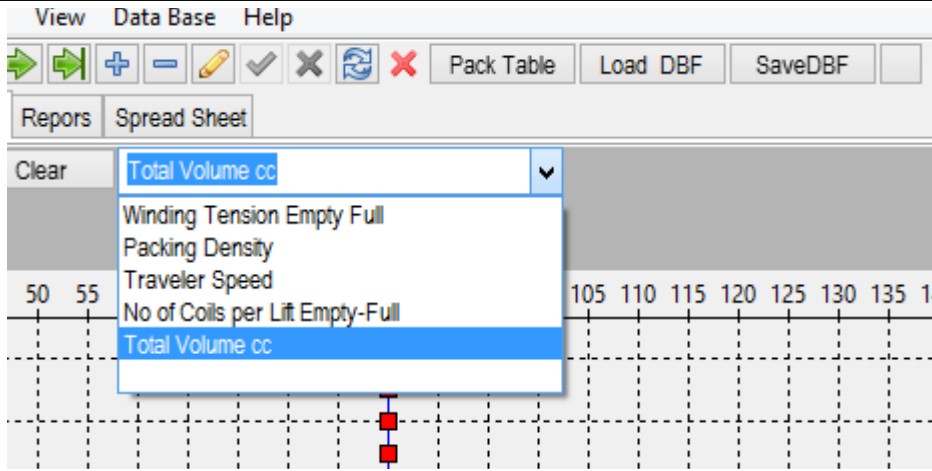 View Data Base Help
Pack Table Load DBF SaveDBF
Repors Spread Sheet
Clear Total Volume cc
Winding Tension Empty Full
Packing Density
Traveler Speed
No of Coils per Lift Empty-Full
Total Volume cc
50 55 105 110 115 120 125 130 135